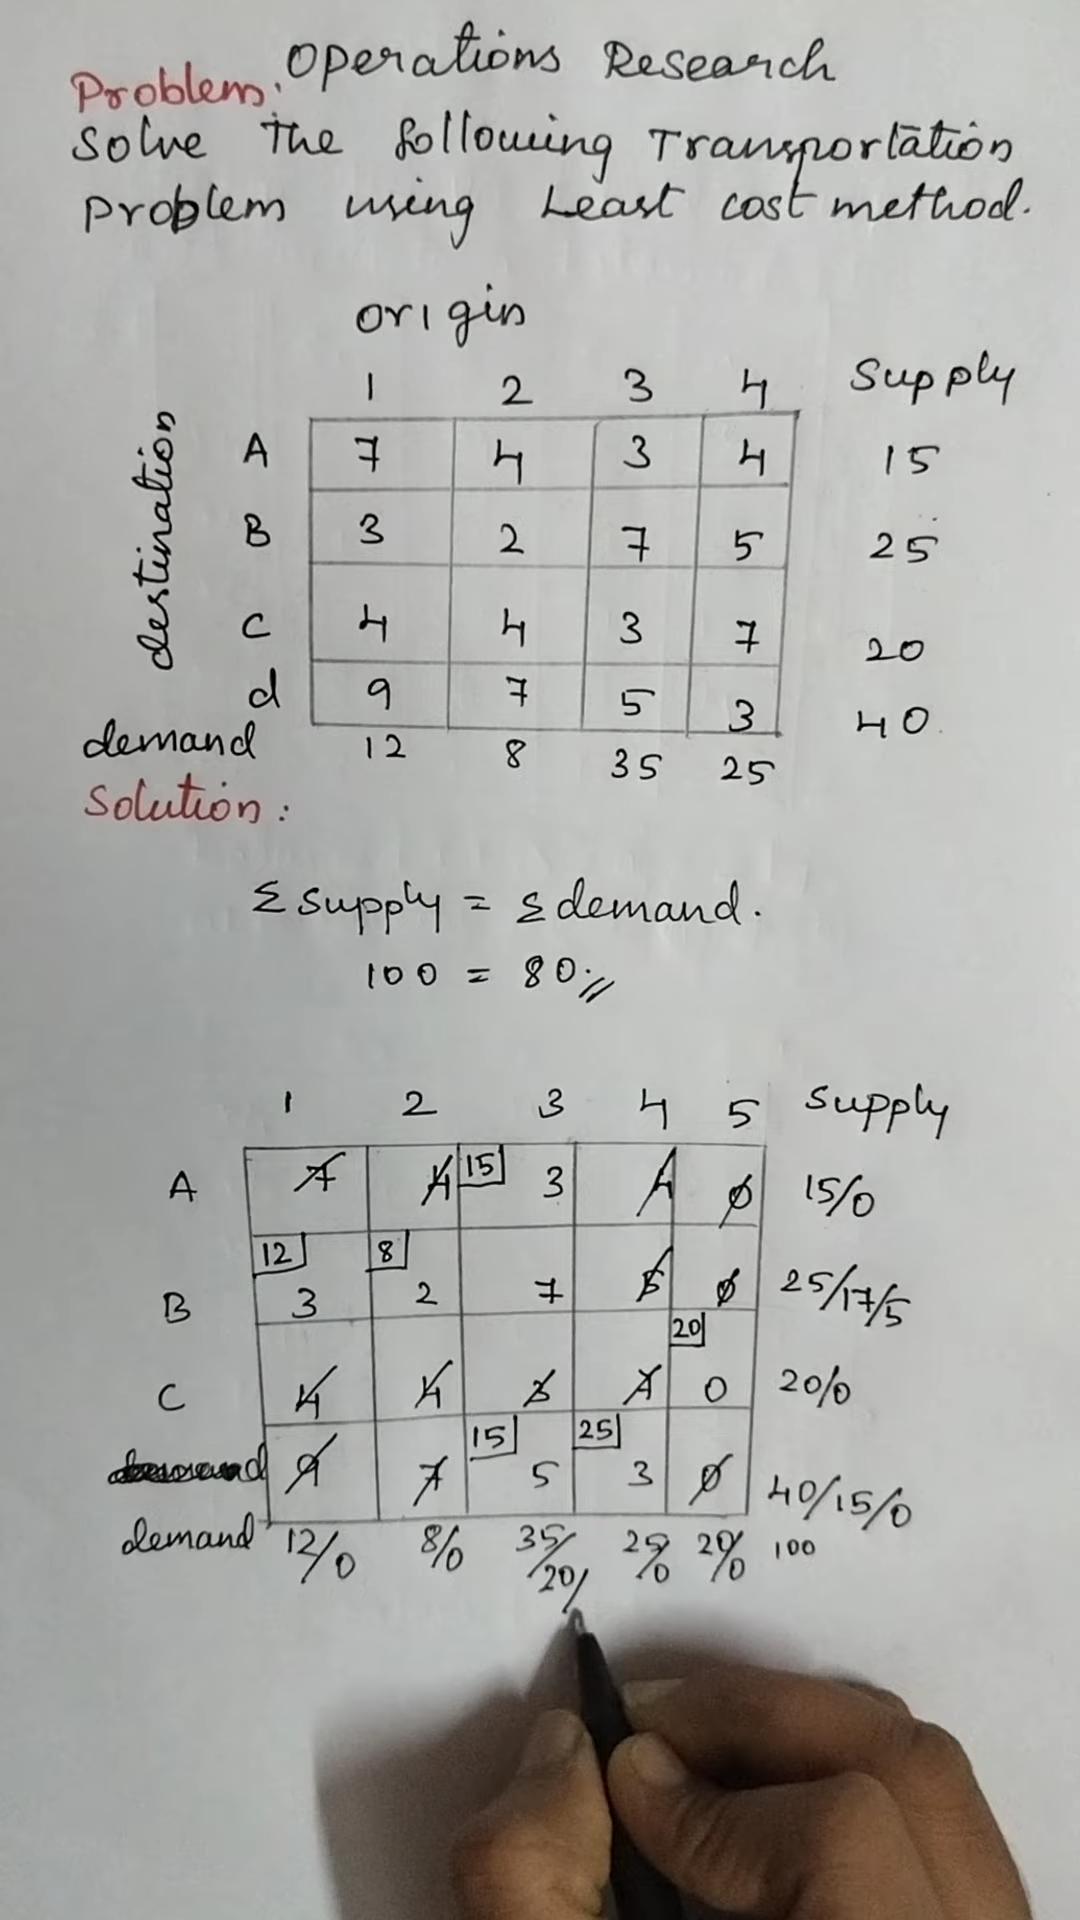 Operations Research
Problem:
Solve the following Transportation
Problem using Least cost method.
origin
destination
1 2 3 4 Supply
A 7 4 3 4 15
B 3 2 7 5 25
C 4 4 3 7 20
d 9 7 5 3 40
demand 12 8 35 25
Solution:
Σ Supply = Σ demand.
100 = 80.//
1 2 3 4 5 Supply
A 7 4 15 3 4 0 15/0
B 12 3 8 2 7 5 0 25/17/5
C 4 4 3 7 20 0 20/0
d 9 7 15 5 25 3 0 40/15/0
demand 12/0 8/0 35/20/ 25/0 20/0 100